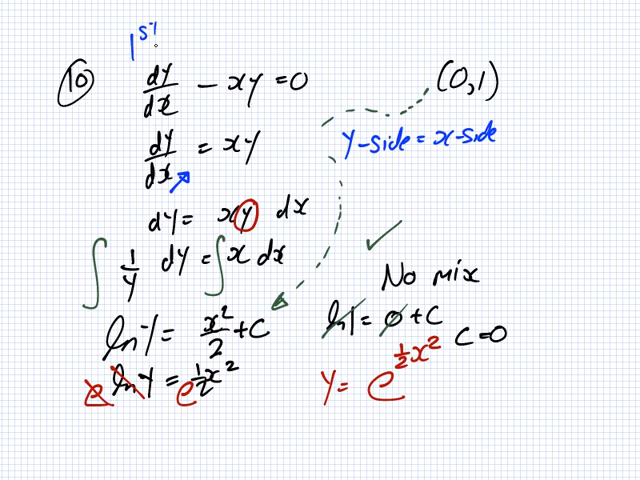 1st
10 dy/dx - xy = 0 (0,1)
dy/dx = xy y-side = x-side
dy = xy dx
∫ 1/y dy = ∫ x dx No mix
ln y = x²/2 + C ln 1 = 0 + C C=0
e ln y = e ½x² y = e ½x²